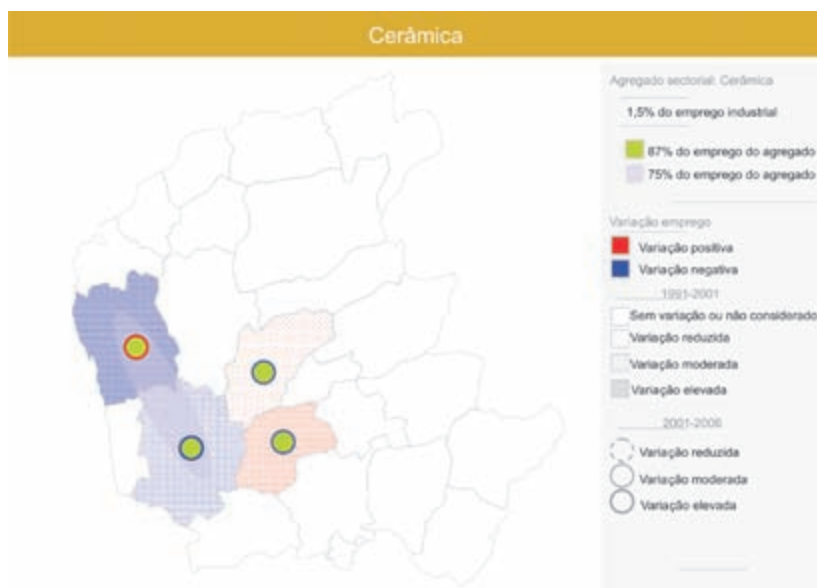 Cerâmica
Agregado sectorial: Cerâmica
1,5% do emprego industrial
87% do emprego do agregado
75% do emprego do agregado
Variação emprego
Variação positiva
Variação negativa
1991-2001
Sem variação ou não considerado
Variação reduzida
Variação moderada
Variação elevada
2001-2006
Variação reduzida
Variação moderada
Variação elevada